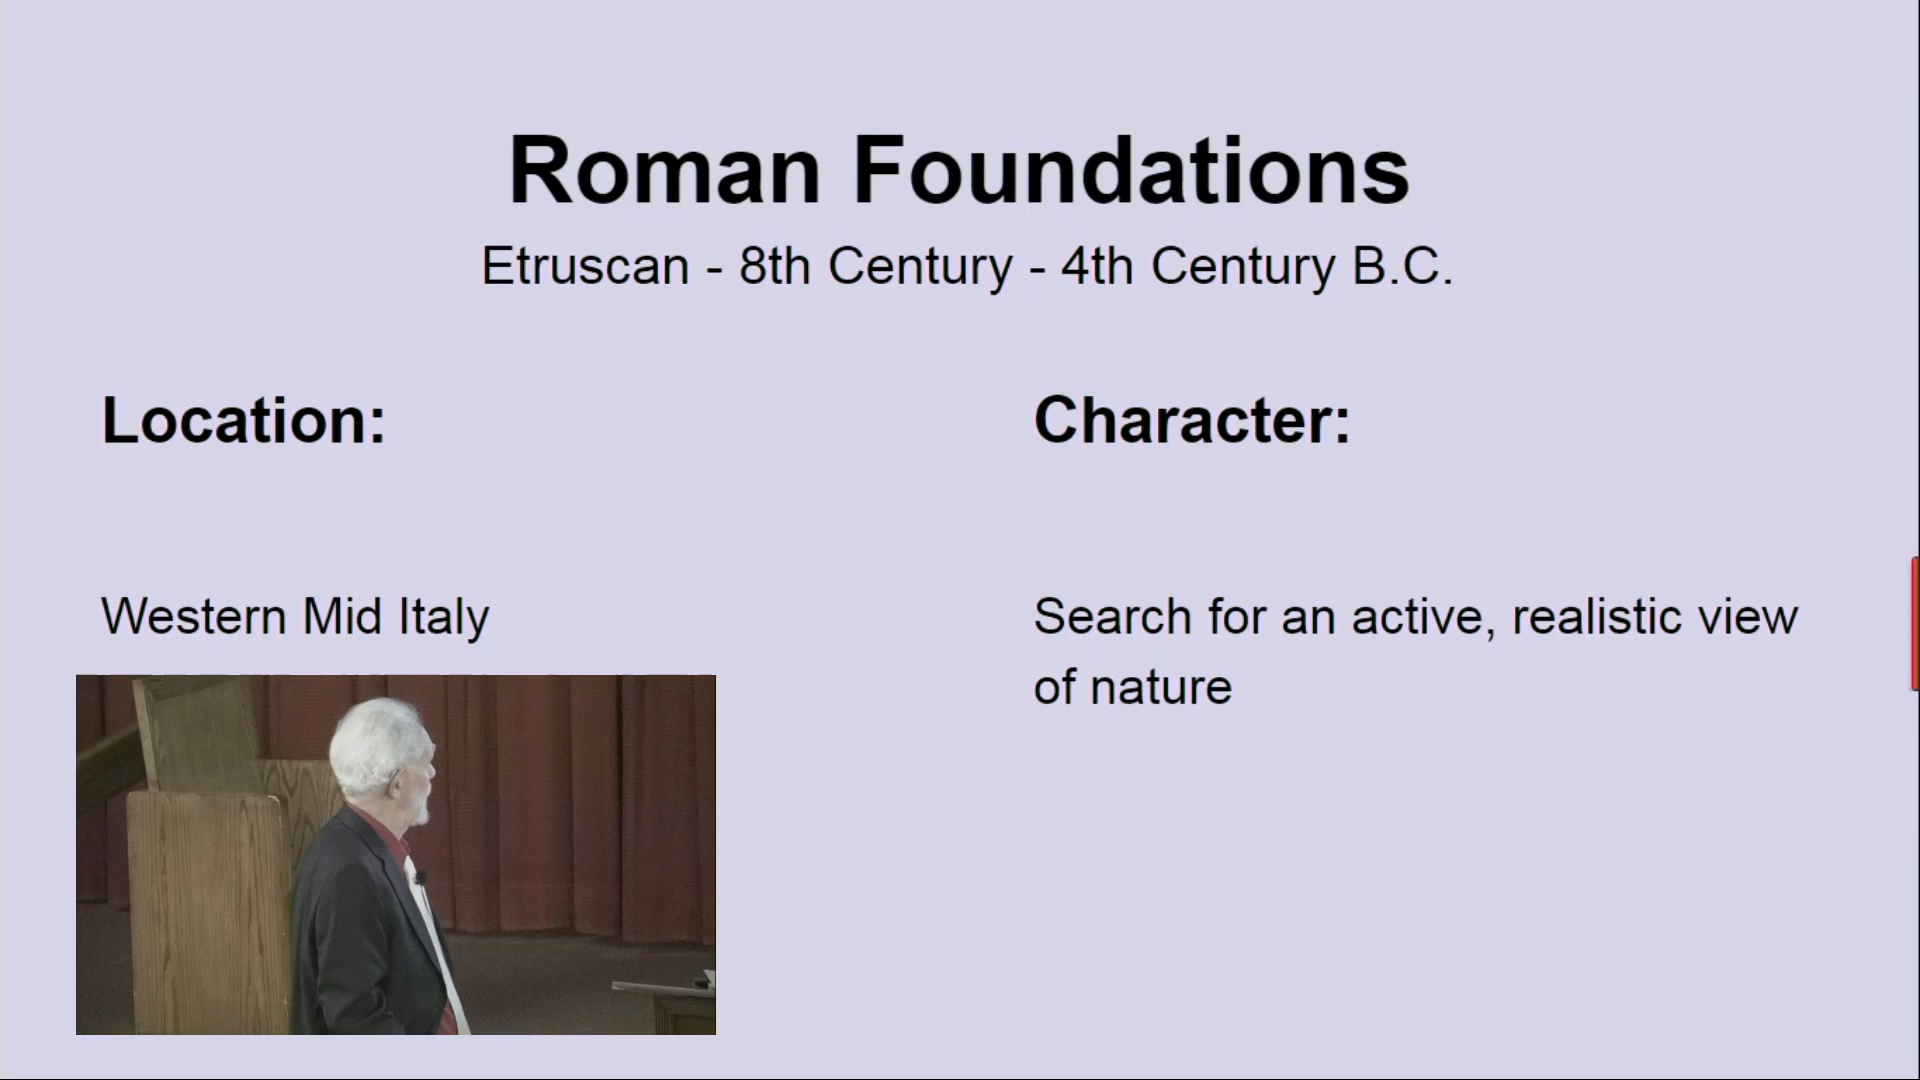 Roman Foundations
Etruscan - 8th Century - 4th Century B.C.
Location:
Western Mid Italy
Character:
Search for an active, realistic view
of nature